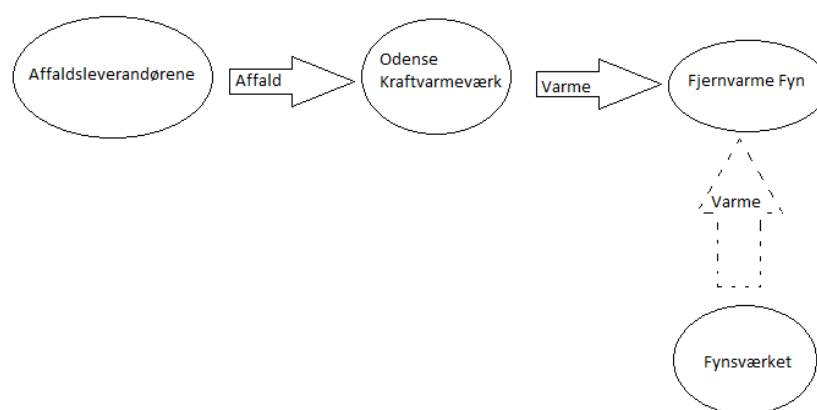 Affaldsleverandørene
Affald
Odense
Kraftvarmeværk
Varme
Fjernvarme Fyn
Varme
Fynsværket